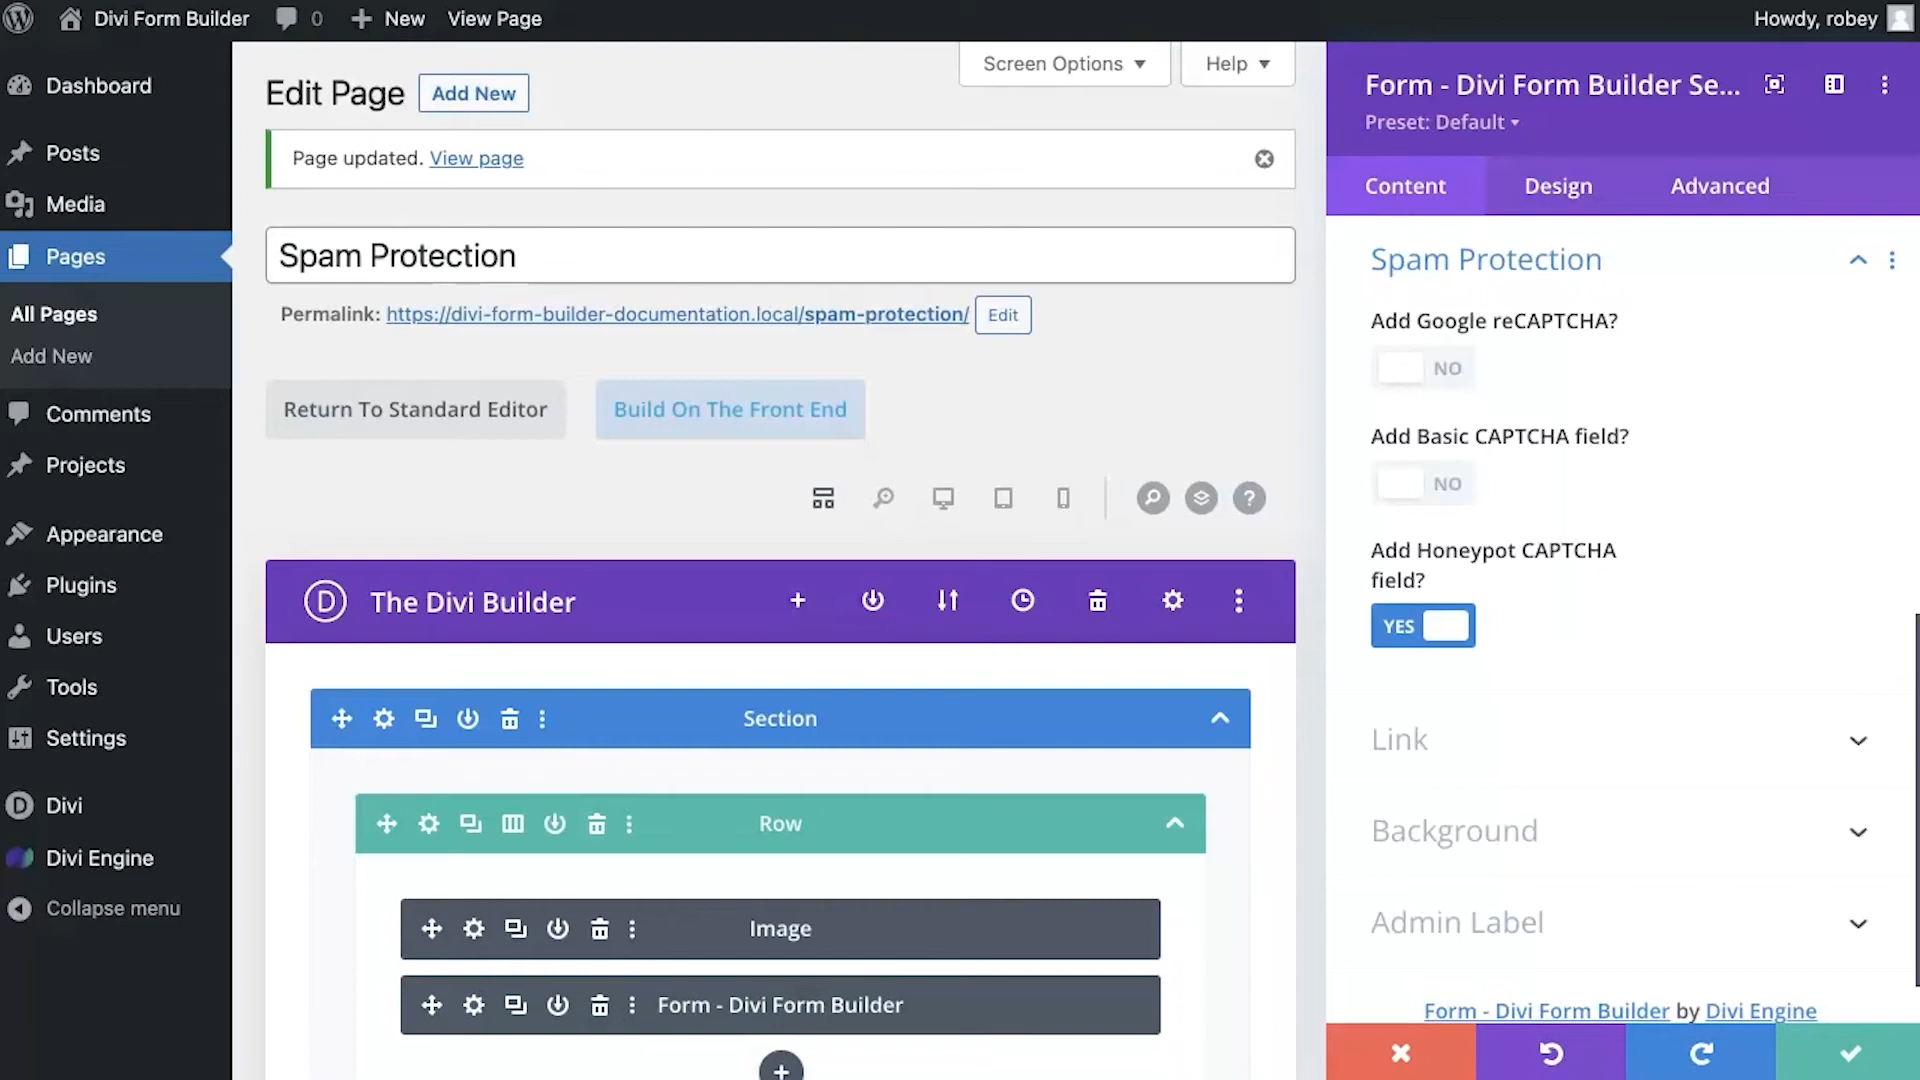 Divi Form Builder
0
New
View Page
Howdy, robey
Dashboard
Posts
Media
Pages
All Pages
Add New
Comments
Projects
Appearance
Plugins
Users
Tools
Settings
Divi
Divi Engine
Collapse menu
Screen Options
Help
Edit Page
Add New
Page updated. View page
Spam Protection
Permalink: https://divi-form-builder-documentation.local/spam-protection/
Edit
Return To Standard Editor
Build On The Front End
?
D
The Divi Builder
Section
Row
Image
Form - Divi Form Builder
Form - Divi Form Builder Se...
Preset: Default
Content
Design
Advanced
Spam Protection
Add Google reCAPTCHA?
NO
Add Basic CAPTCHA field?
NO
Add Honeypot CAPTCHA
field?
YES
Link
Background
Admin Label
Form - Divi Form Builder by Divi Engine